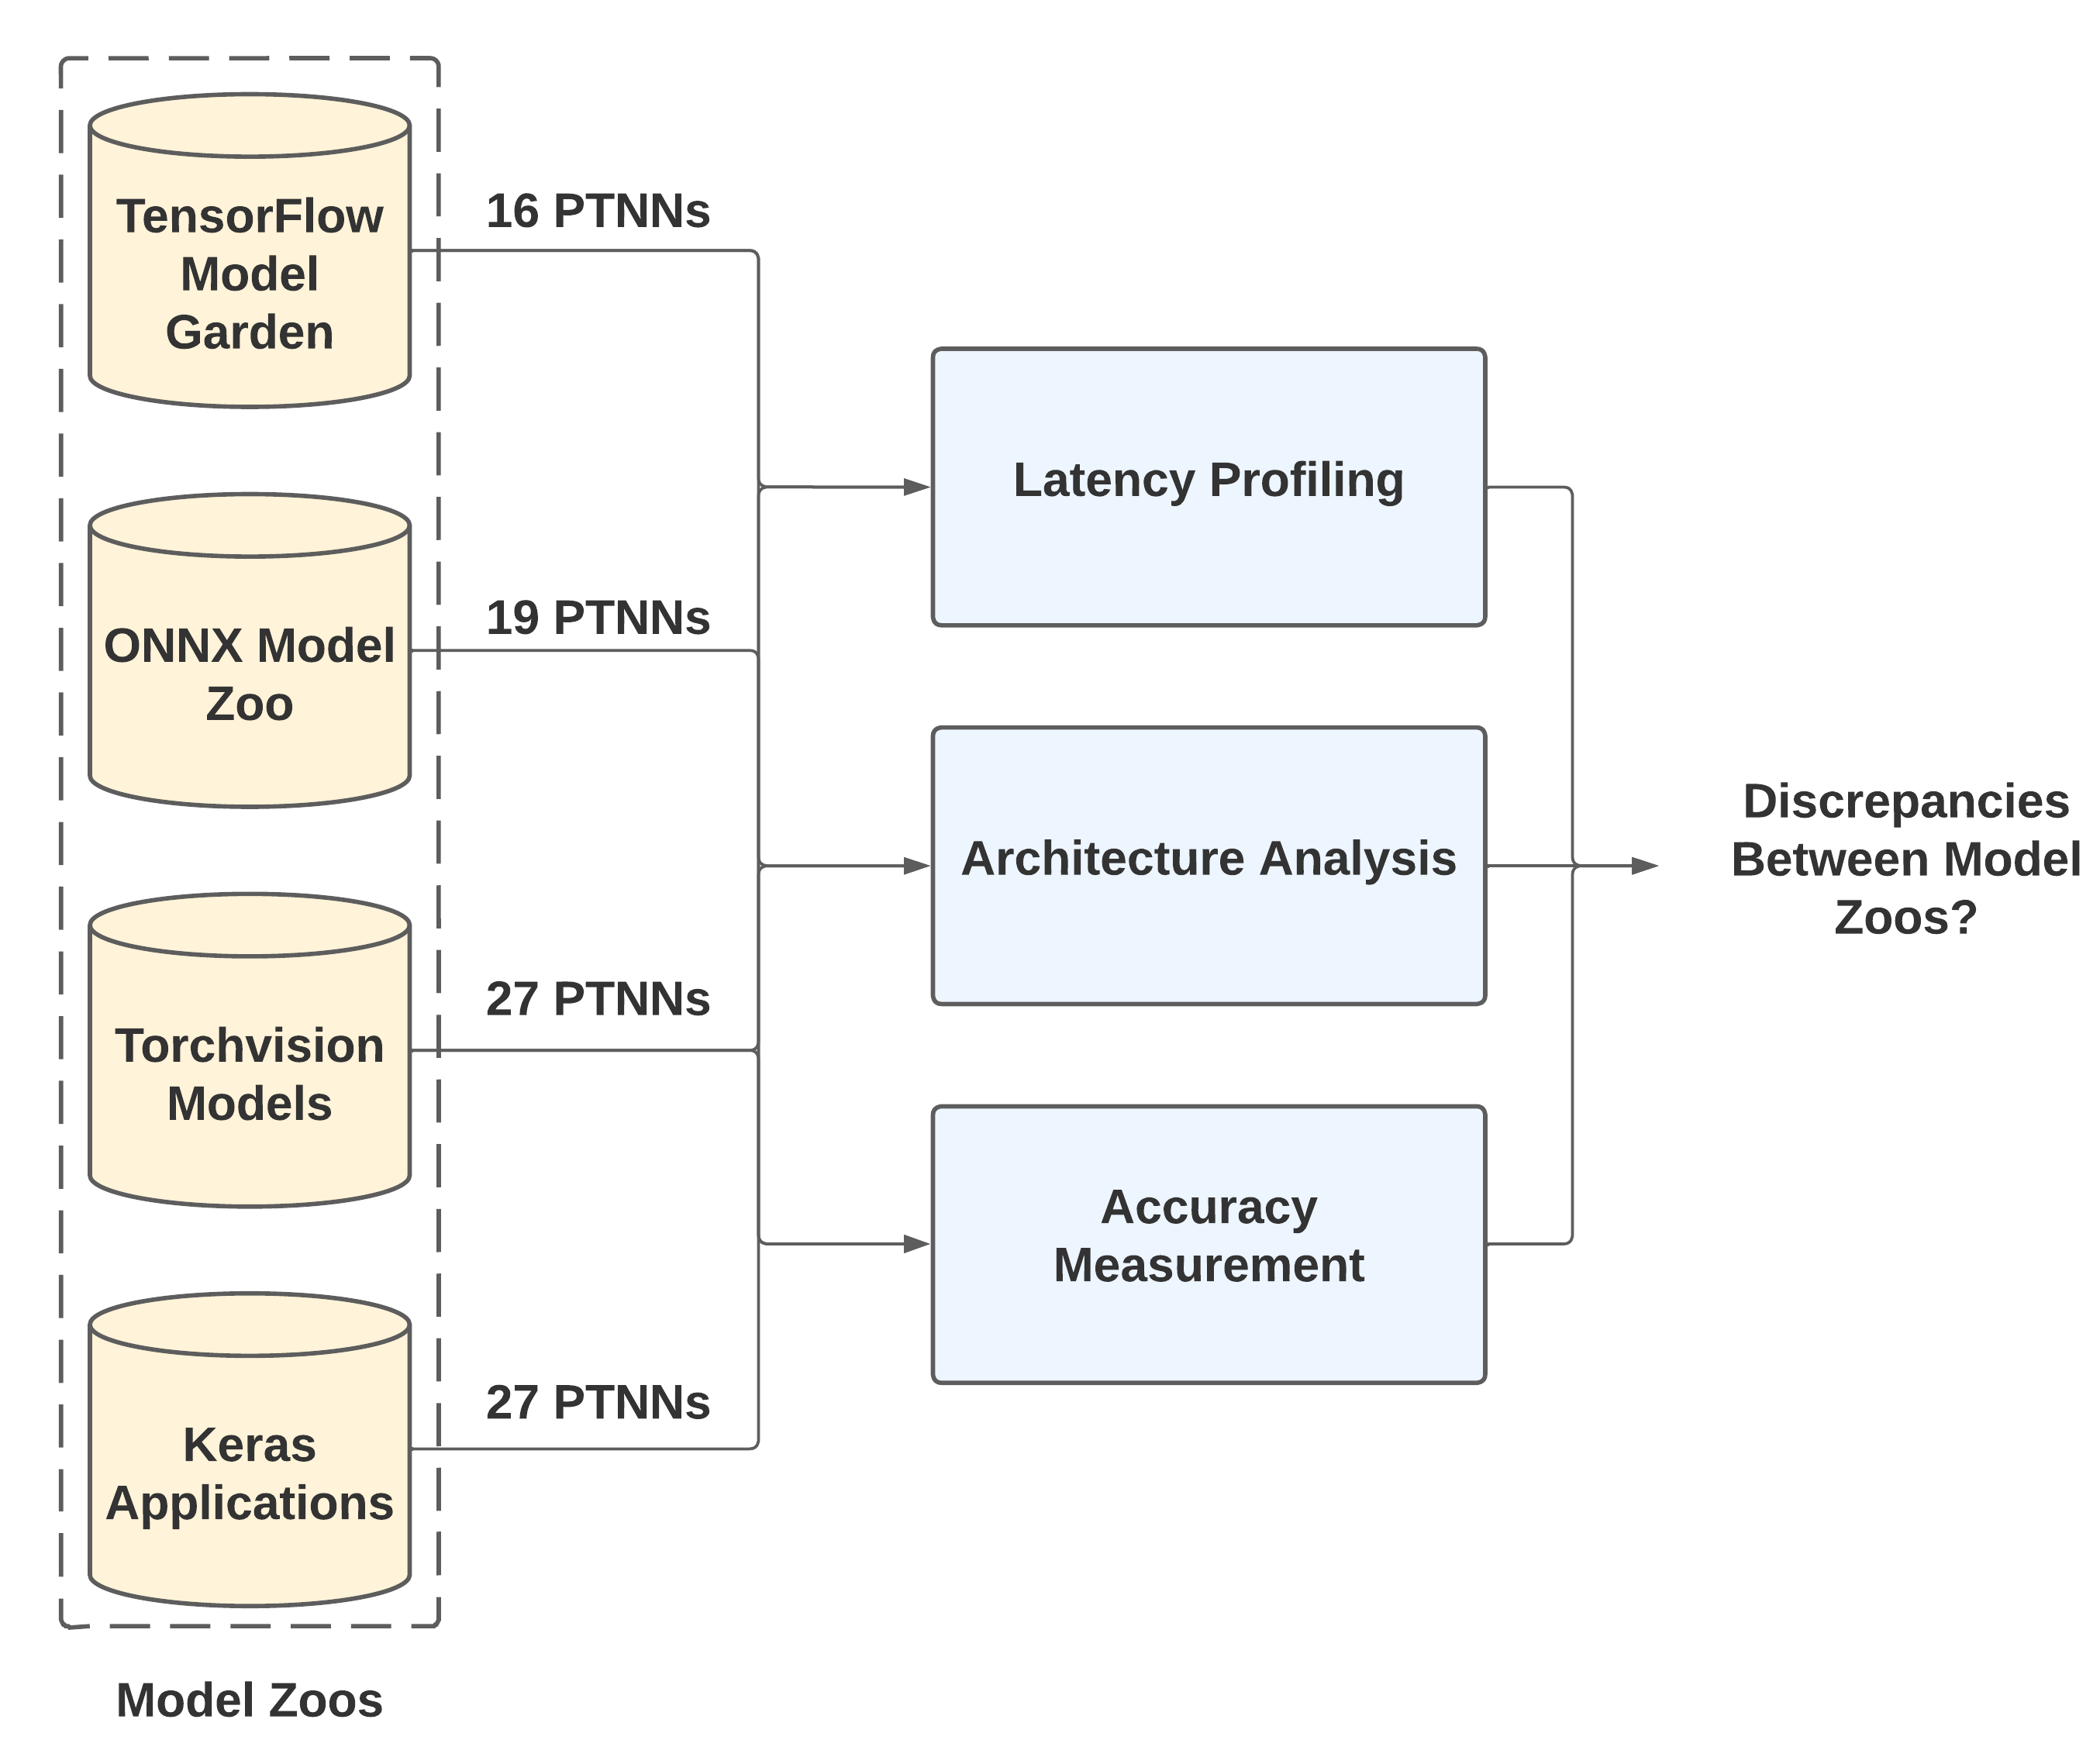 TensorFlow
Model
Garden
16 PTNNs
ONNX Model
Zoo
19 PTNNs
Torchvision
Models
27 PTNNs
Keras
Applications
27 PTNNs
Model Zoos
Latency Profiling
Architecture Analysis
Accuracy
Measurement
Discrepancies
Between Model
Zoos?